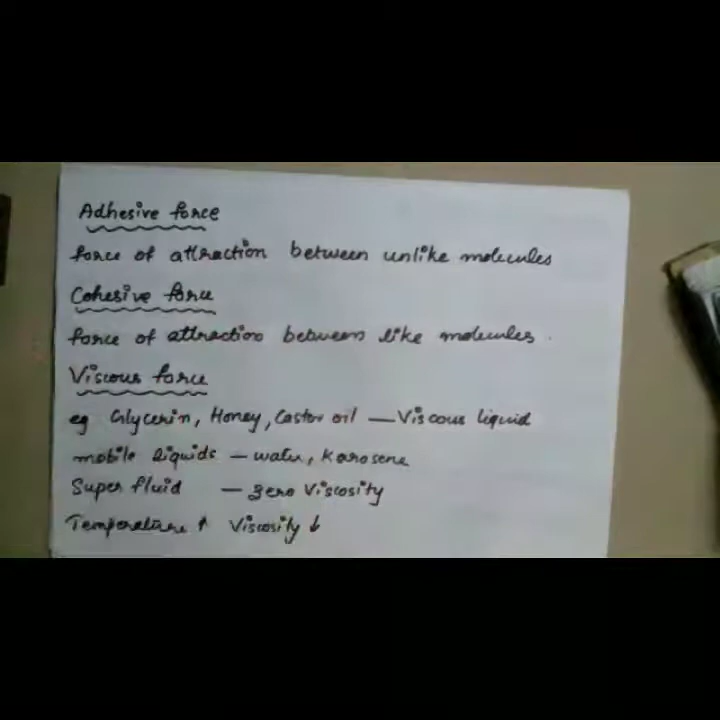 Adhesive force
force of attraction between unlike molecules
Cohesive force
force of attraction between like molecules.
Viscous force
eg Glycerin, Honey, Castor oil — Viscous liquid
mobile liquids — water, Karosene
Super fluid — zero Viscosity
Temperature ↑ Viscosity ↓